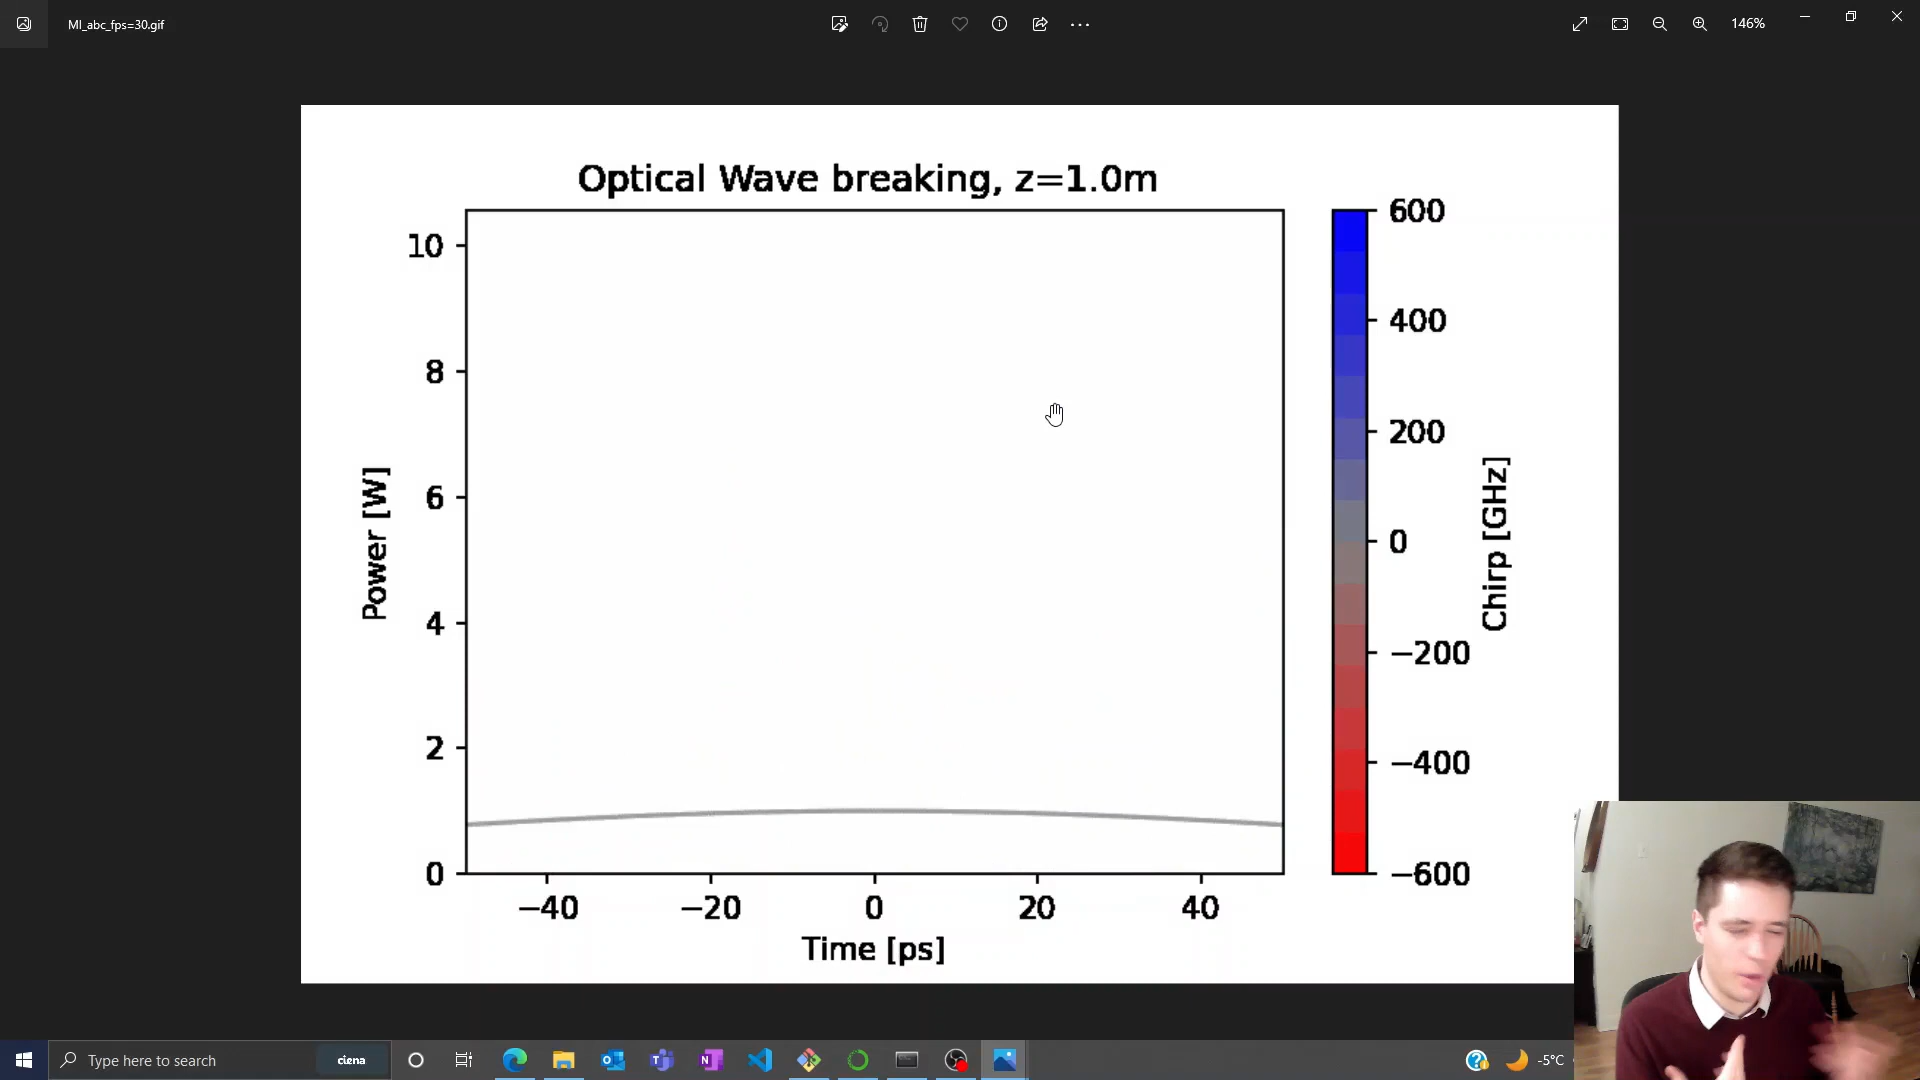 MI_abc_fps=30.gif
146%
Optical Wave breaking, z=1.0m
10
8
6
4
2
0
Power [W]
−40
−20
0
20
40
Time [ps]
600
400
200
0
−200
−400
−600
Chirp [GHz]
Type here to search
ciena
-5°C